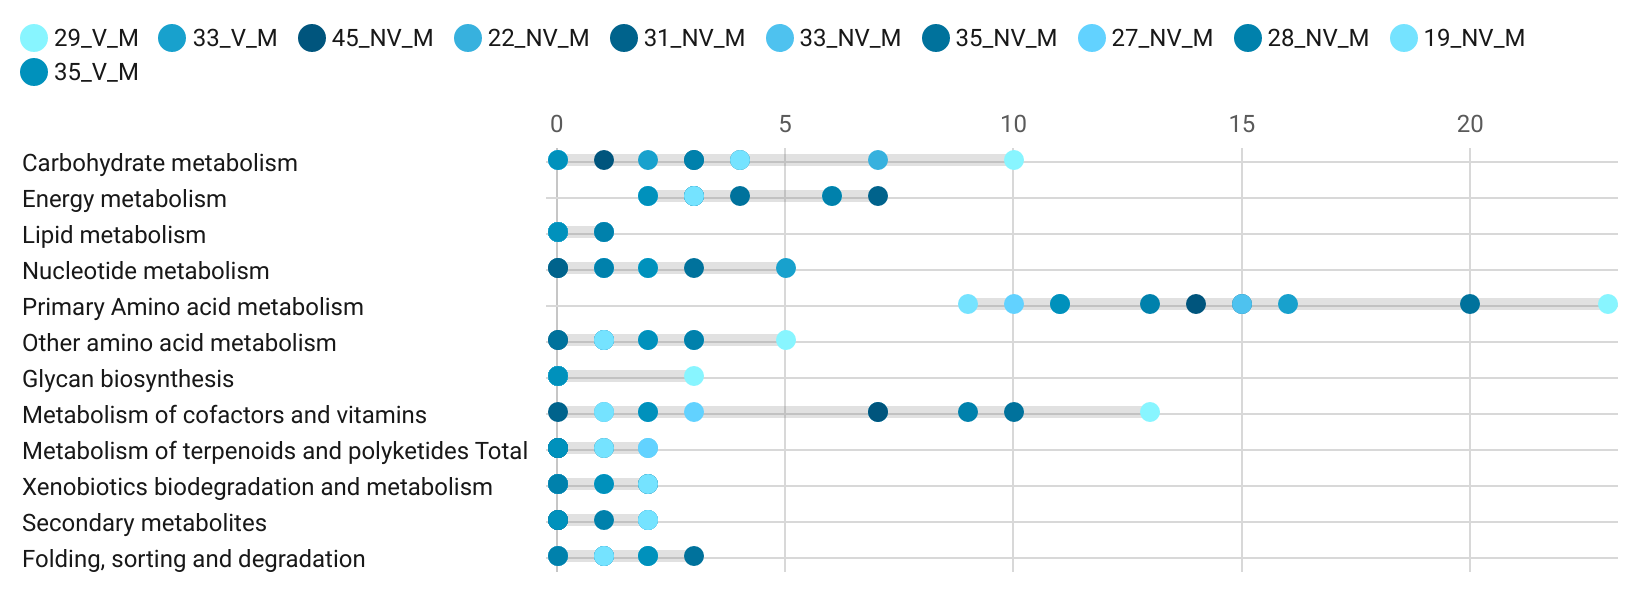 29_V_M 33_V_M 45_NV_M 22_NV_M 31_NV_M 33_NV_M 35_NV_M 27_NV_M 28_NV_M 19_NV_M
35_V_M
0 5 10 15 20
Carbohydrate metabolism
Energy metabolism
Lipid metabolism
Nucleotide metabolism
Primary Amino acid metabolism
Other amino acid metabolism
Glycan biosynthesis
Metabolism of cofactors and vitamins
Metabolism of terpenoids and polyketides Total
Xenobiotics biodegradation and metabolism
Secondary metabolites
Folding, sorting and degradation